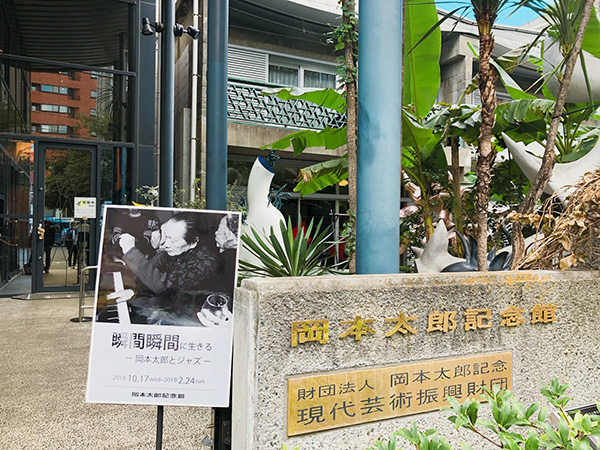 瞬間瞬間に生きる
― 岡本太郎とジャズ ―
2018 10.17 wed-2019 2.24 sun
岡本太郎記念館
岡本太郎記念館
財団法人 岡本太郎記念
現代芸術振興財団